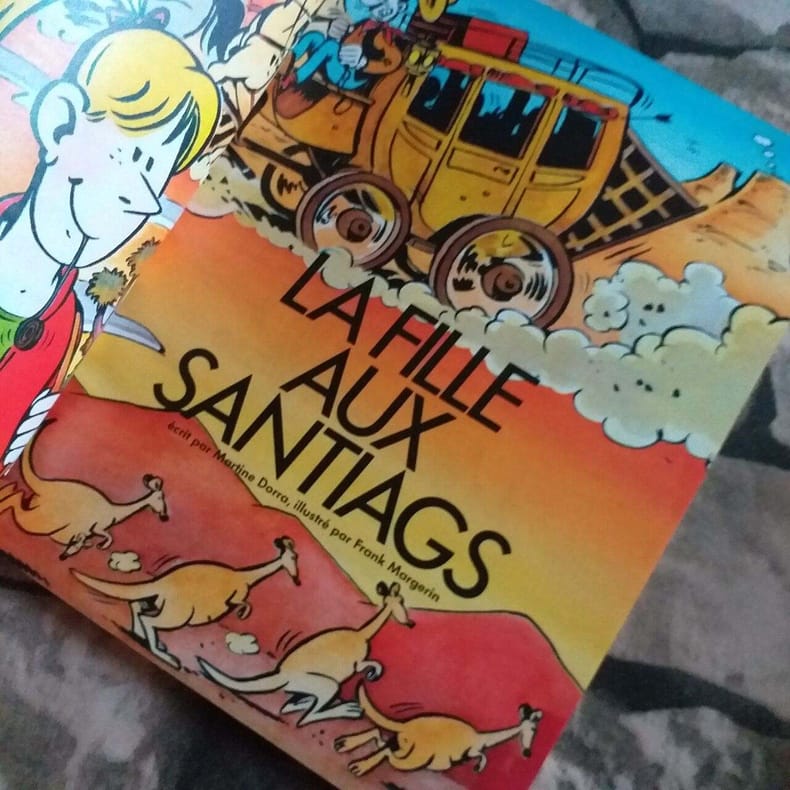 LA FILLE
AUX
SANTIAGS
écrit par Martine Dorra, illustré par Frank Margerin